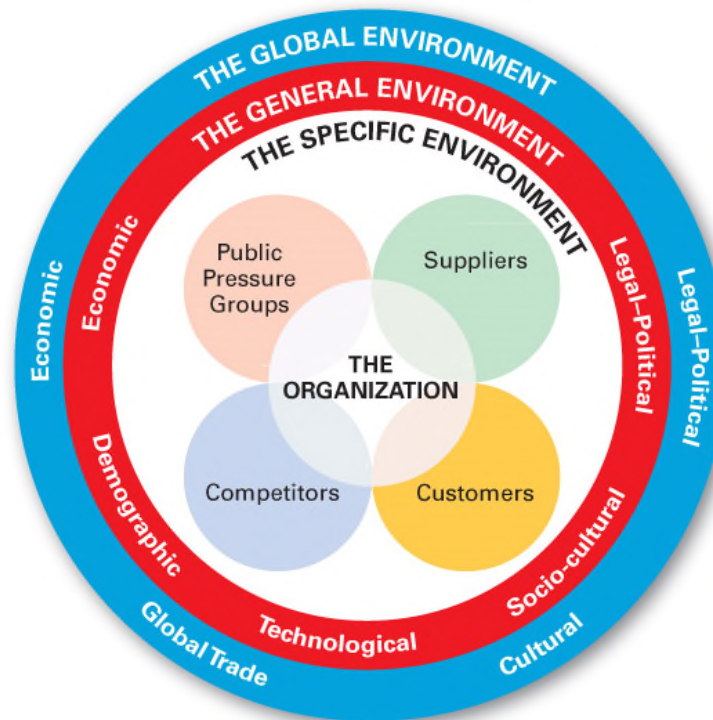 THE GLOBAL ENVIRONMENT
THE GENERAL ENVIRONMENT
THE SPECIFIC ENVIRONMENT
Public
Pressure
Groups
Suppliers
Economic
Economic
Legal–Political
Legal–Political
THE
ORGANIZATION
Competitors
Customers
Demographic
Socio-cultural
Technological
Global Trade
Cultural